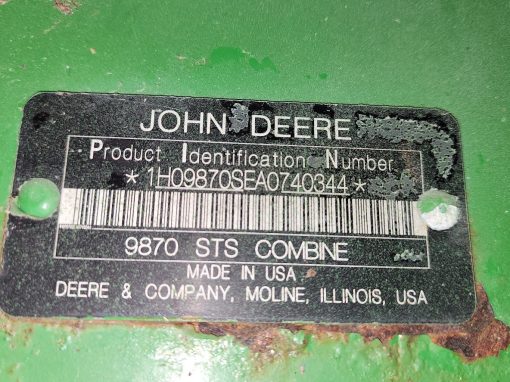 JOHN DEERE
Product Identification Number
*1H09870SEA0740344*
9870 STS COMBINE
MADE IN USA
DEERE & COMPANY, MOLINE, ILLINOIS, USA